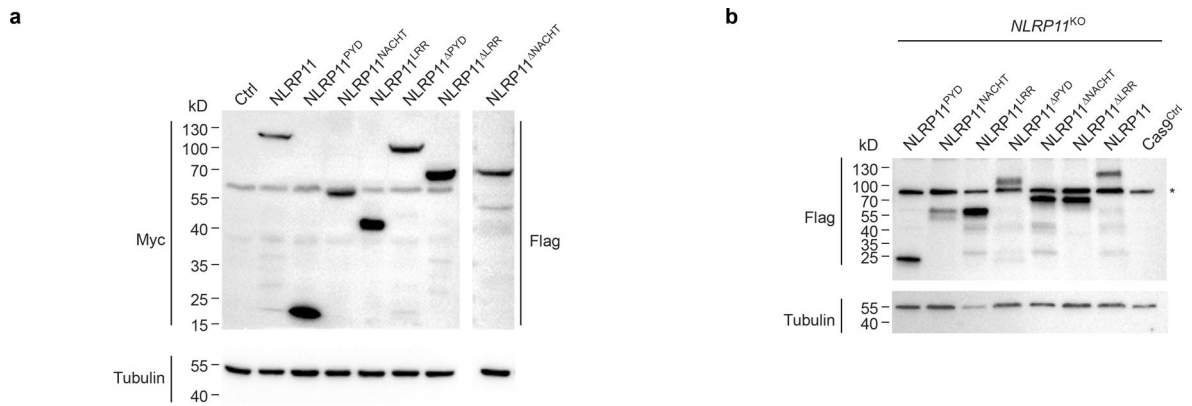 a
Ctrl
NLRP11
NLRP11PYD
NLRP11NACHT
NLRP11LRR
NLRP11ΔPYD
NLRP11ΔLRR
NLRP11ΔNACHT
kD
130
100
70
55
40
35
25
15
Myc
Flag
Tubulin
55
40
b
NLRP11KO
NLRP11PYD
NLRP11NACHT
NLRP11LRR
NLRP11ΔPYD
NLRP11ΔNACHT
NLRP11ΔLRR
NLRP11
Cas9Ctrl
kD
130
100
70
55
40
35
25
Flag
*
Tubulin
55
40